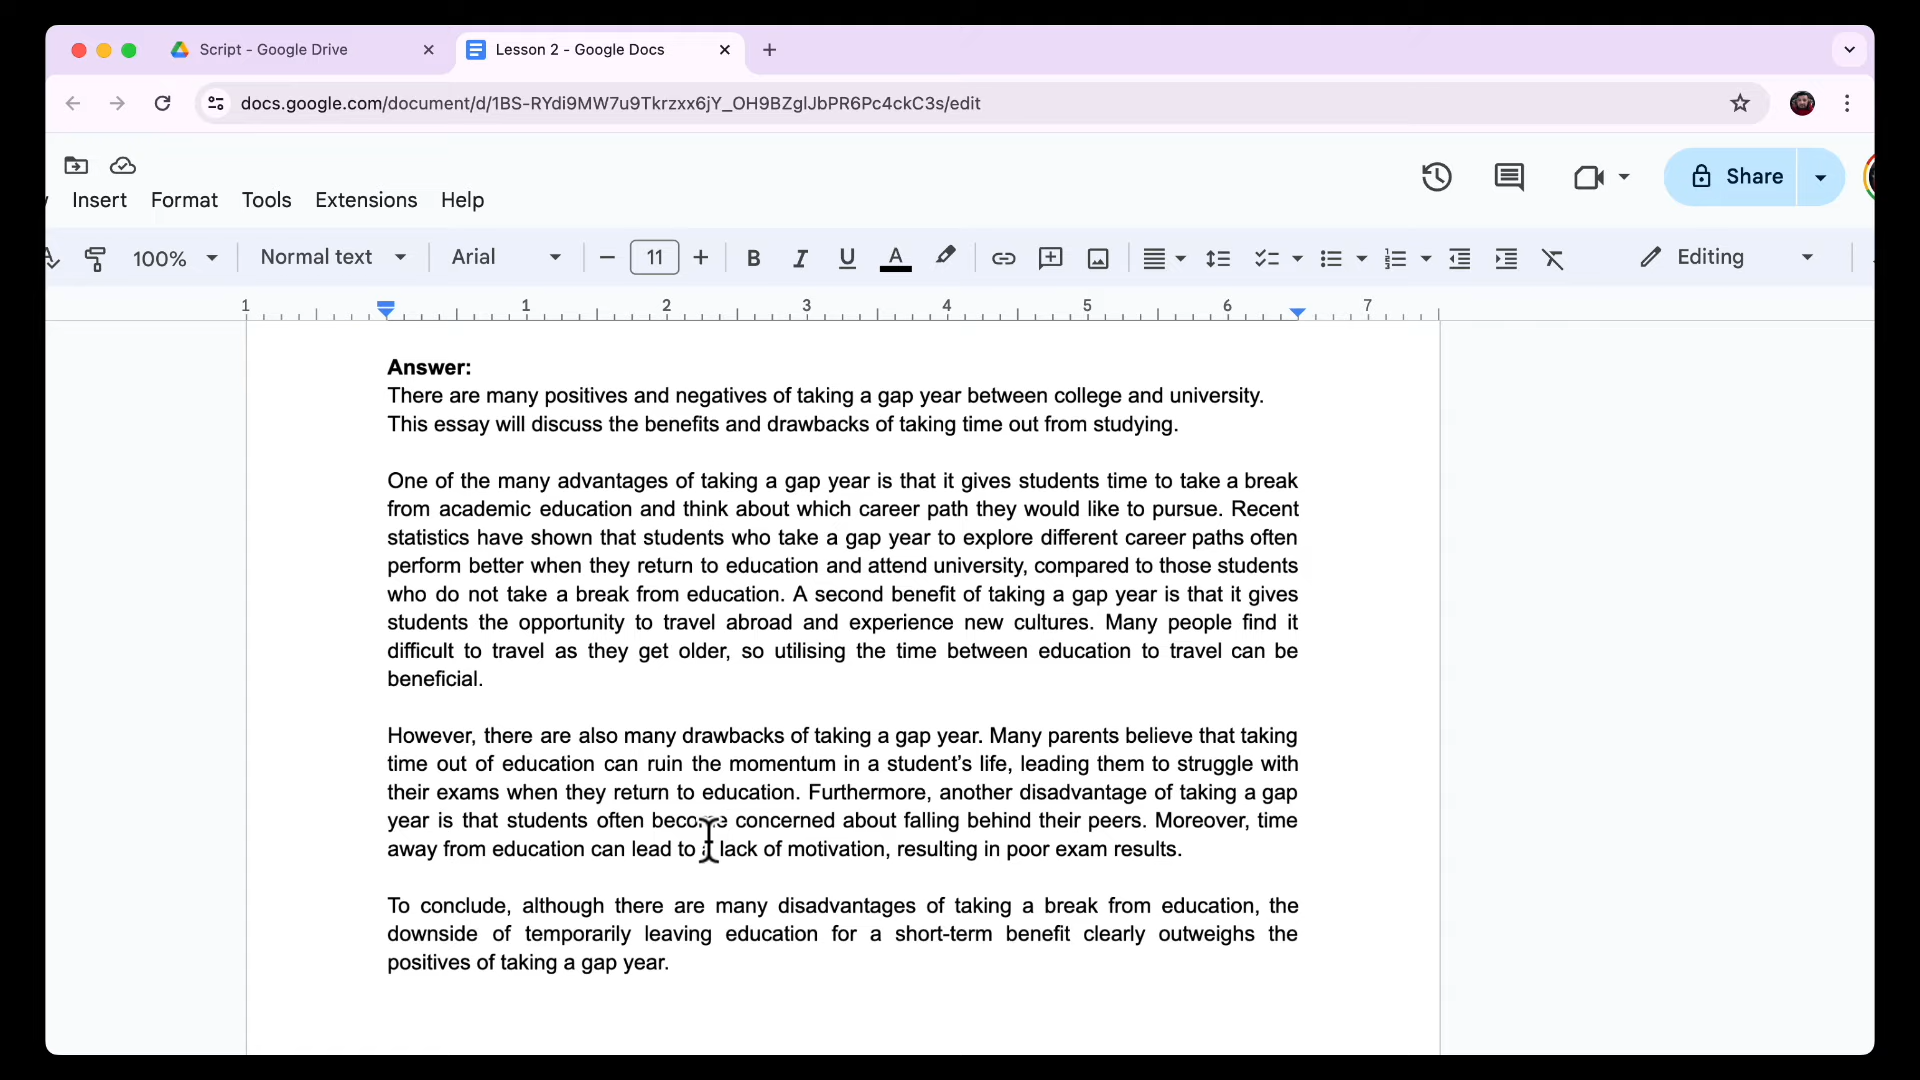 Script - Google Drive
Lesson 2 - Google Docs
docs.google.com/document/d/1BS-RYdi9MW7u9Tkrzxx6jY_OH9BZglJbPR6Pc4ckC3s/edit
Share
Insert Format Tools Extensions Help
100% Normal text Arial 11 Editing
1 1 2 3 4 5 6 7
Answer:
There are many positives and negatives of taking a gap year between college and university.
This essay will discuss the benefits and drawbacks of taking time out from studying.
One of the many advantages of taking a gap year is that it gives students time to take a break
from academic education and think about which career path they would like to pursue. Recent
statistics have shown that students who take a gap year to explore different career paths often
perform better when they return to education and attend university, compared to those students
who do not take a break from education. A second benefit of taking a gap year is that it gives
students the opportunity to travel abroad and experience new cultures. Many people find it
difficult to travel as they get older, so utilising the time between education to travel can be
beneficial.
However, there are also many drawbacks of taking a gap year. Many parents believe that taking
time out of education can ruin the momentum in a student's life, leading them to struggle with
their exams when they return to education. Furthermore, another disadvantage of taking a gap
year is that students often become concerned about falling behind their peers. Moreover, time
away from education can lead to a lack of motivation, resulting in poor exam results.
To conclude, although there are many disadvantages of taking a break from education, the
downside of temporarily leaving education for a short-term benefit clearly outweighs the
positives of taking a gap year.